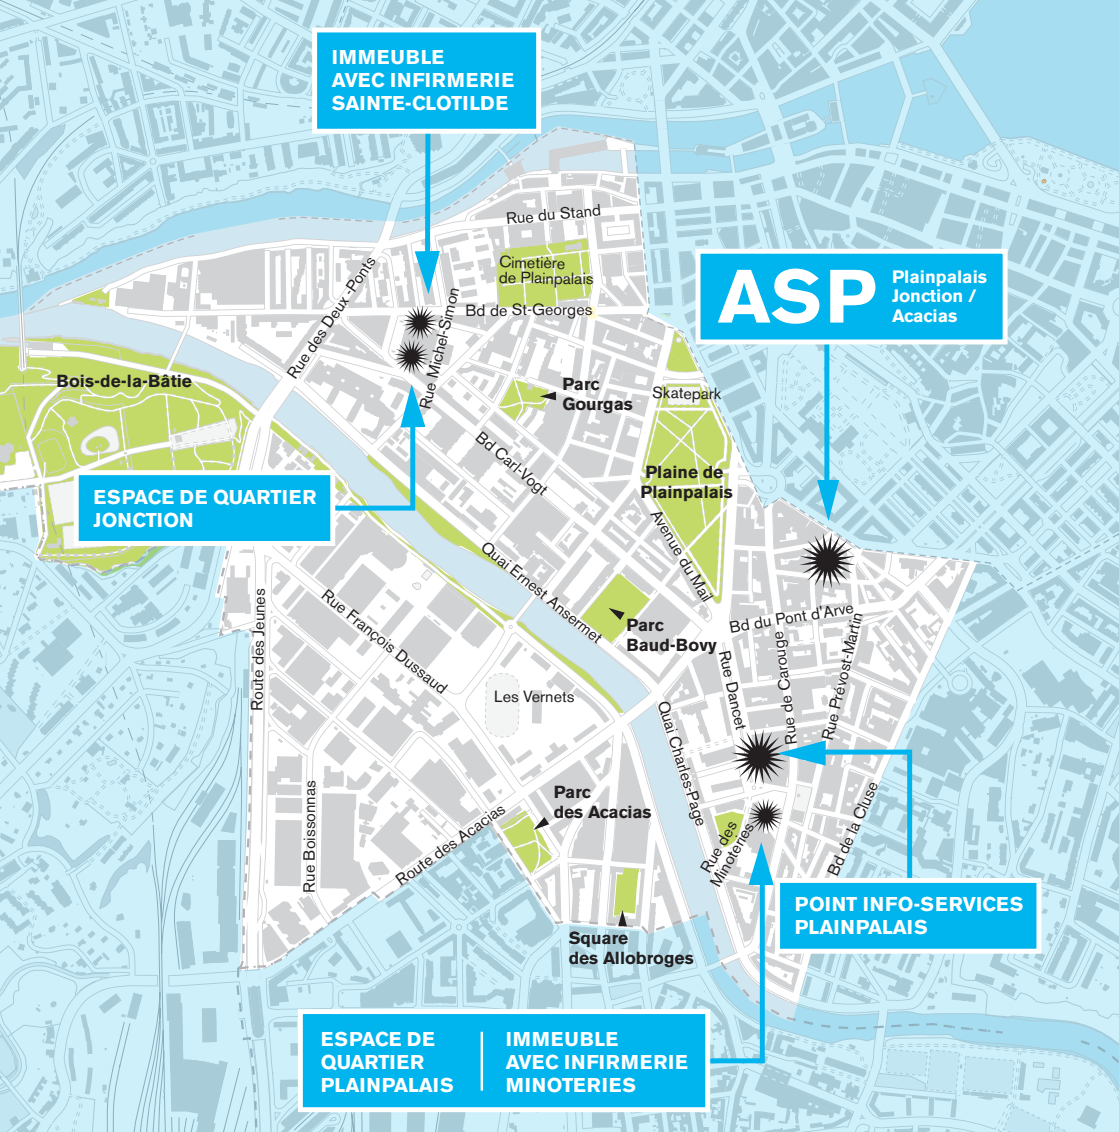 IMMEUBLE
AVEC INFIRMERIE
SAINTE-CLOTILDE
Rue du Stand
Cimetière
de Plainpalais
Bd de St-Georges
Rue des Deux-Ponts
Rue Michel-Simon
ASP
Plainpalais
Jonction /
Acacias
Bois-de-la-Bâtie
Parc
Gourgas
Skatepark
Bd Carl-Vogt
Plaine de
Plainpalais
ESPACE DE QUARTIER
JONCTION
Avenue du Mail
Quai Ernest Ansermet
Rue François Dussaud
Route des Jeunes
Parc
Baud-Bovy
Bd du Pont d'Arve
Rue Dancet
Rue de Carouge
Rue Prévost-Martin
Les Vernets
Quai Charles-Page
Rue Boissonnas
Route des Acacias
Parc
des Acacias
Rue des
Minoteries
Bd de la Cluse
POINT INFO-SERVICES
PLAINPALAIS
Square
des Allobroges
ESPACE DE
QUARTIER
PLAINPALAIS
IMMEUBLE
AVEC INFIRMERIE
MINOTERIES